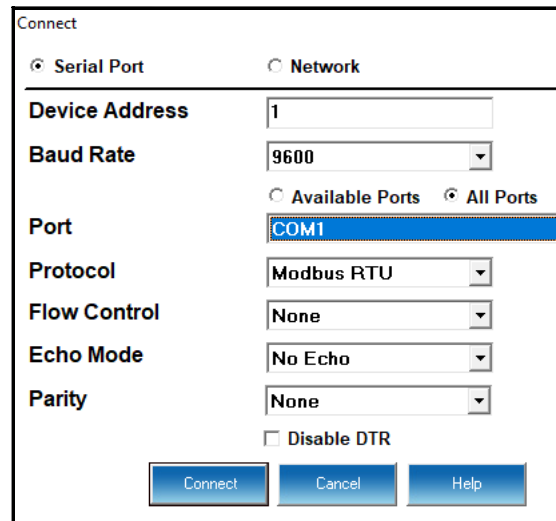 Connect
Serial Port Network
Device Address 1
Baud Rate 9600
Available Ports All Ports
Port COM1
Protocol Modbus RTU
Flow Control None
Echo Mode No Echo
Parity None
Disable DTR
Connect Cancel Help